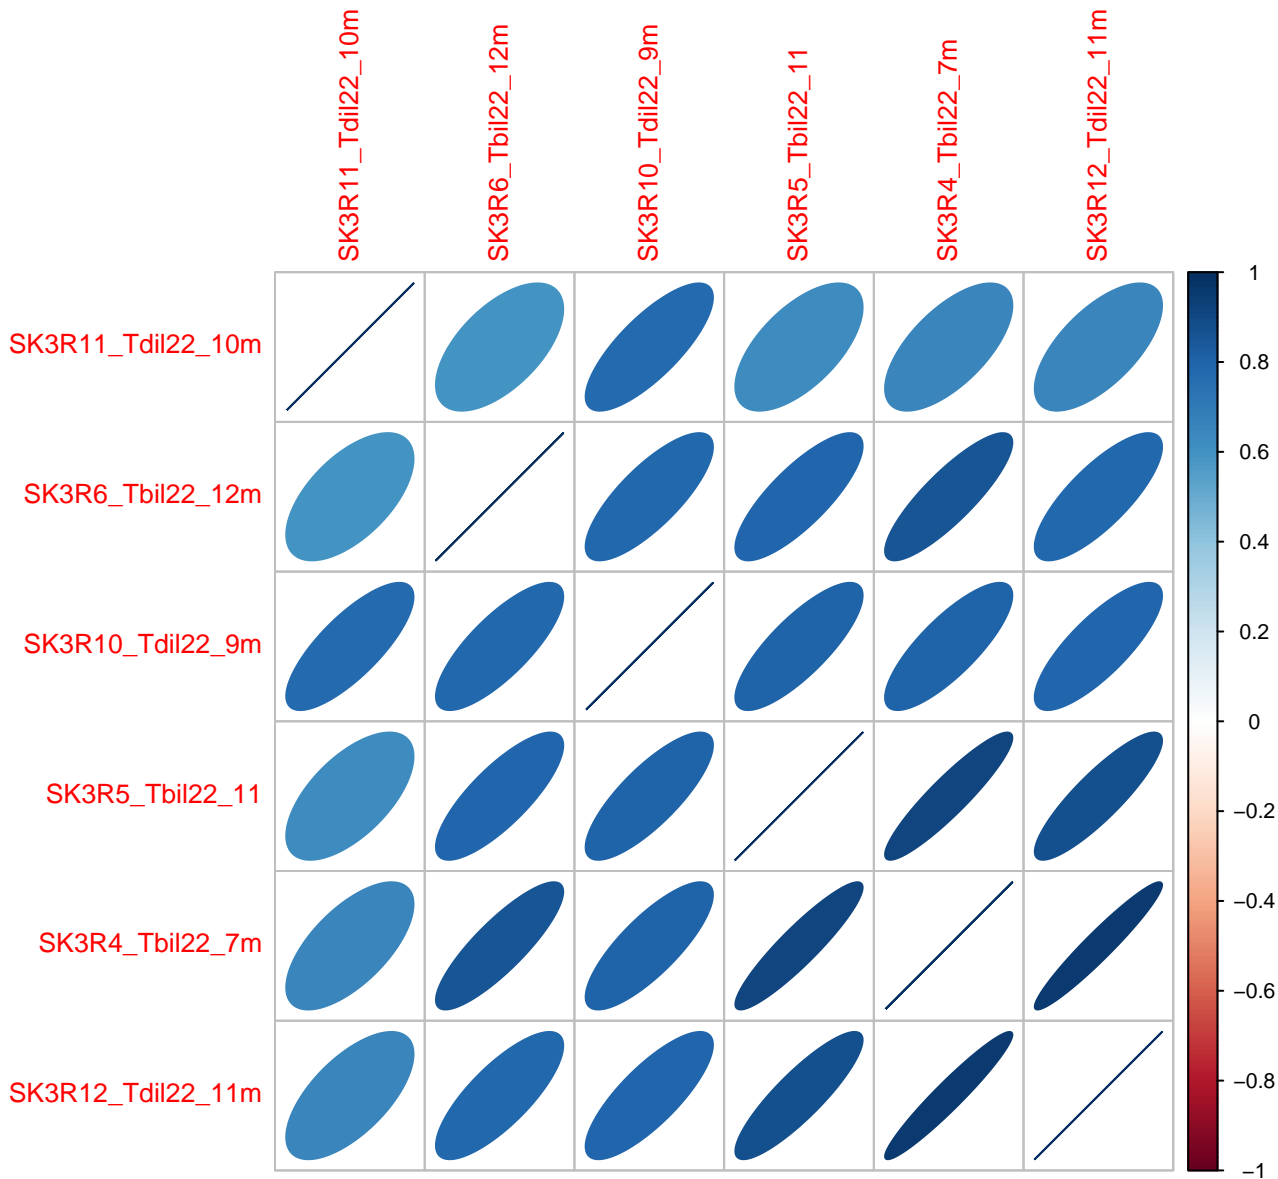 SK3R11_Tdil22_10m
SK3R6_Tbil22_12m
SK3R10_Tdil22_9m
SK3R5_Tbil22_11
SK3R4_Tbil22_7m
SK3R12_Tdil22_11m
SK3R11_Tdil22_10m
SK3R6_Tbil22_12m
SK3R10_Tdil22_9m
SK3R5_Tbil22_11
SK3R4_Tbil22_7m
SK3R12_Tdil22_11m
1
0.8
0.6
0.4
0.2
0
−0.2
−0.4
−0.6
−0.8
−1